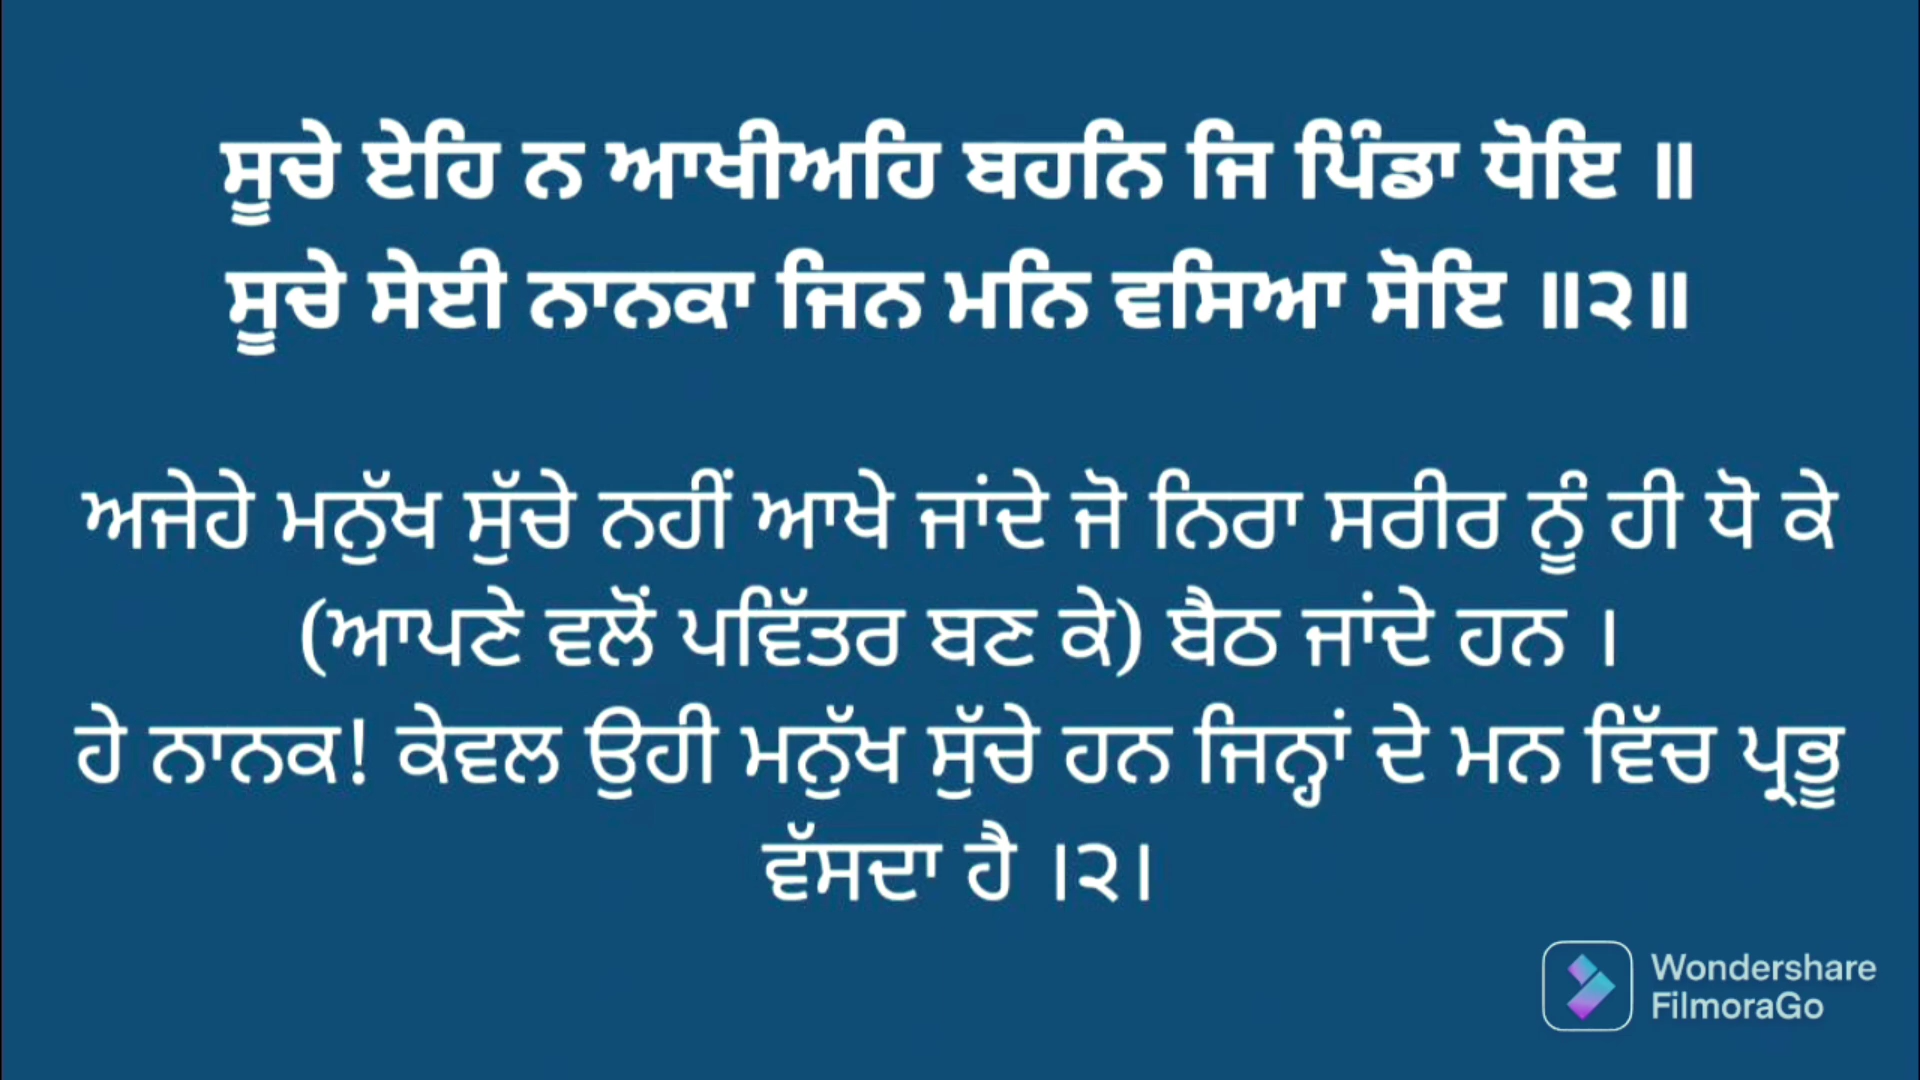 ਸੂਚੇ ਏਹਿ ਨ ਆਖੀਅਹਿ ਬਹਨਿ ਜਿ ਪਿੰਡਾ ਧੋਇ ॥
ਸੂਚੇ ਸੇਈ ਨਾਨਕਾ ਜਿਨ ਮਨਿ ਵਸਿਆ ਸੋਇ ॥੨॥
ਅਜੇਹੇ ਮਨੁੱਖ ਸੁੱਚੇ ਨਹੀਂ ਆਖੇ ਜਾਂਦੇ ਜੋ ਨਿਰਾ ਸਰੀਰ ਨੂੰ ਹੀ ਧੋ ਕੇ
(ਆਪਣੇ ਵਲੋਂ ਪਵਿੱਤਰ ਬਣ ਕੇ) ਬੈਠ ਜਾਂਦੇ ਹਨ ।
ਹੇ ਨਾਨਕ! ਕੇਵਲ ਉਹੀ ਮਨੁੱਖ ਸੁੱਚੇ ਹਨ ਜਿਨ੍ਹਾਂ ਦੇ ਮਨ ਵਿੱਚ ਪ੍ਰਭੂ
ਵੱਸਦਾ ਹੈ ।੨।
Wondershare
FilmoraGo